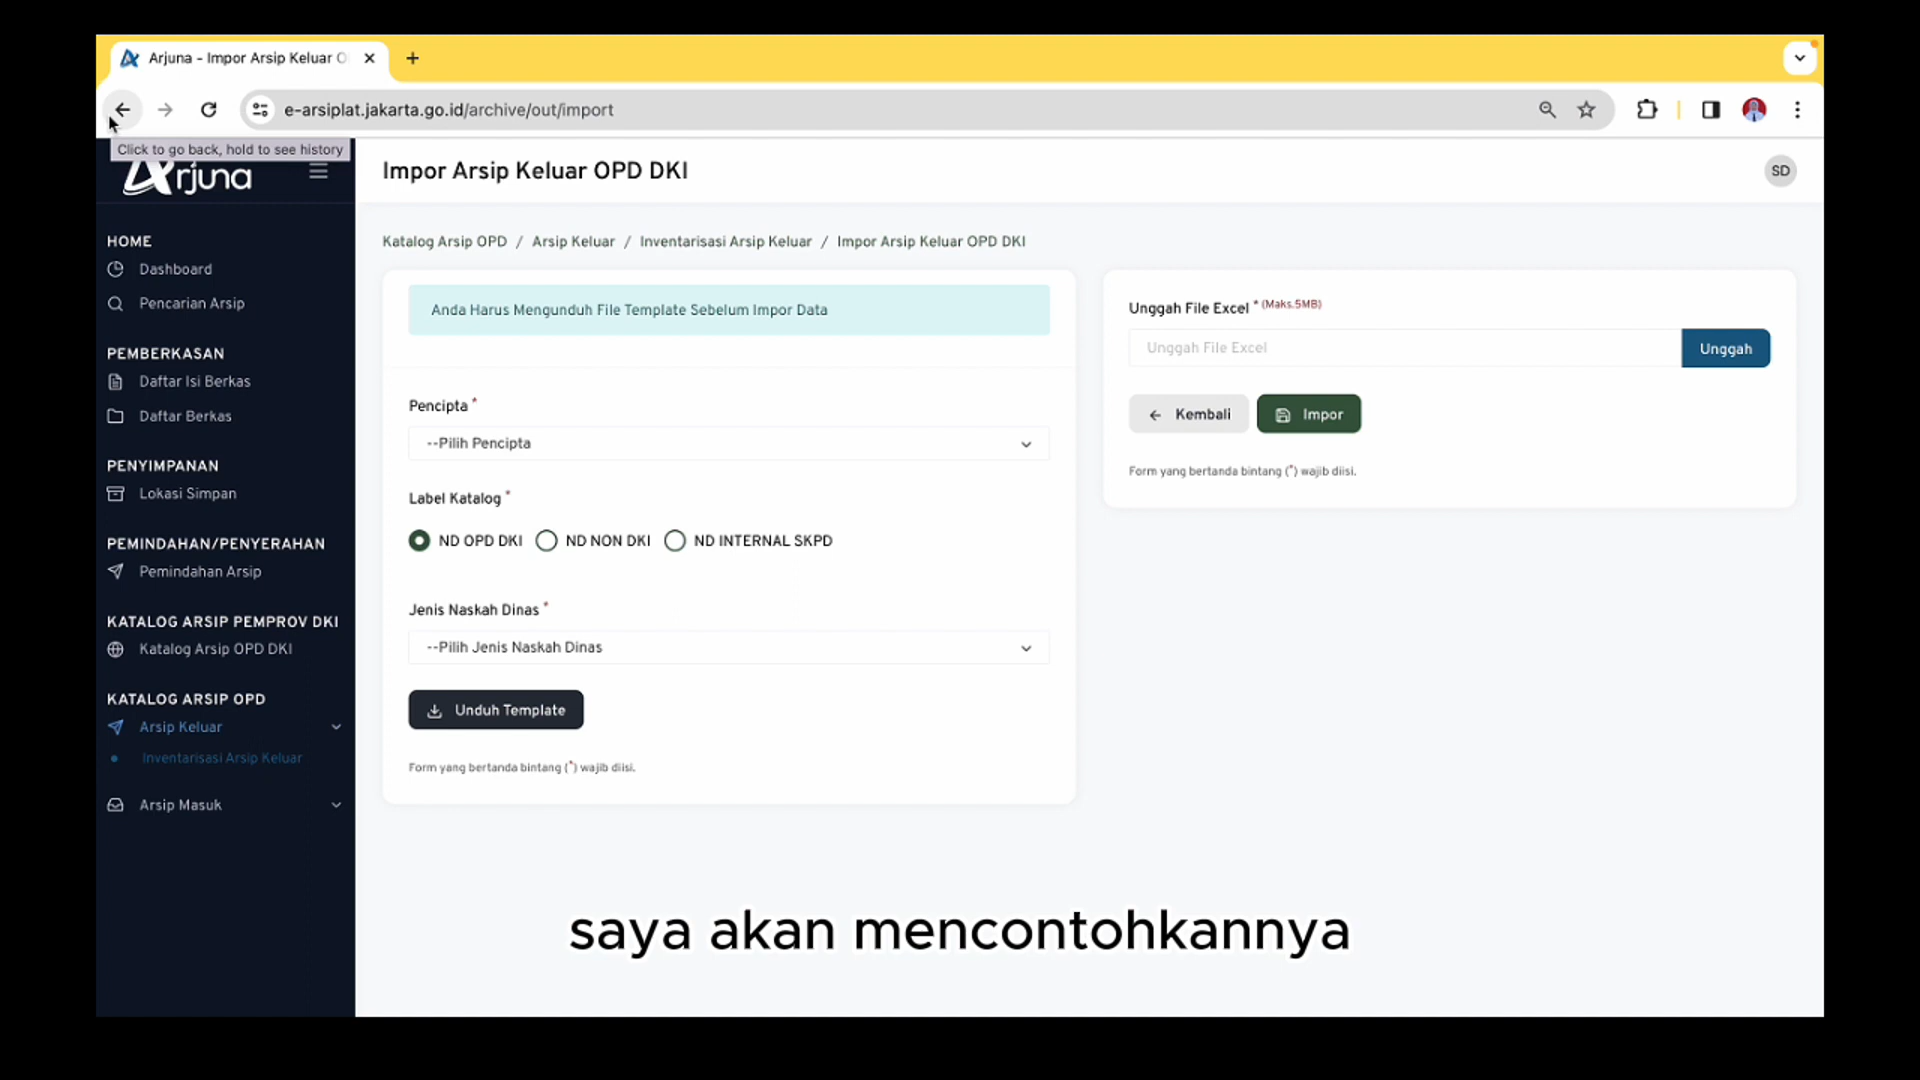 Arjuna - Impor Arsip Keluar O
e-arsiplat.jakarta.go.id/archive/out/import
Click to go back, hold to see history
Arjuna
Impor Arsip Keluar OPD DKI
SD
HOME
Dashboard
Pencarian Arsip
PEMBERKASAN
Daftar Isi Berkas
Daftar Berkas
PENYIMPANAN
Lokasi Simpan
PEMINDAHAN/PENYERAHAN
Pemindahan Arsip
KATALOG ARSIP PEMPROV DKI
Katalog Arsip OPD DKI
KATALOG ARSIP OPD
Arsip Keluar
Inventarisasi Arsip Keluar
Arsip Masuk
Katalog Arsip OPD / Arsip Keluar / Inventarisasi Arsip Keluar / Impor Arsip Keluar OPD DKI
Anda Harus Mengunduh File Template Sebelum Impor Data
Pencipta *
--Pilih Pencipta
Label Katalog *
ND OPD DKI ND NON DKI ND INTERNAL SKPD
Jenis Naskah Dinas *
--Pilih Jenis Naskah Dinas
Unduh Template
Form yang bertanda bintang (*) wajib diisi.
Unggah File Excel * (Maks.5MB)
Unggah File Excel
Unggah
Kembali
Impor
Form yang bertanda bintang (*) wajib diisi.
saya akan mencontohkannya